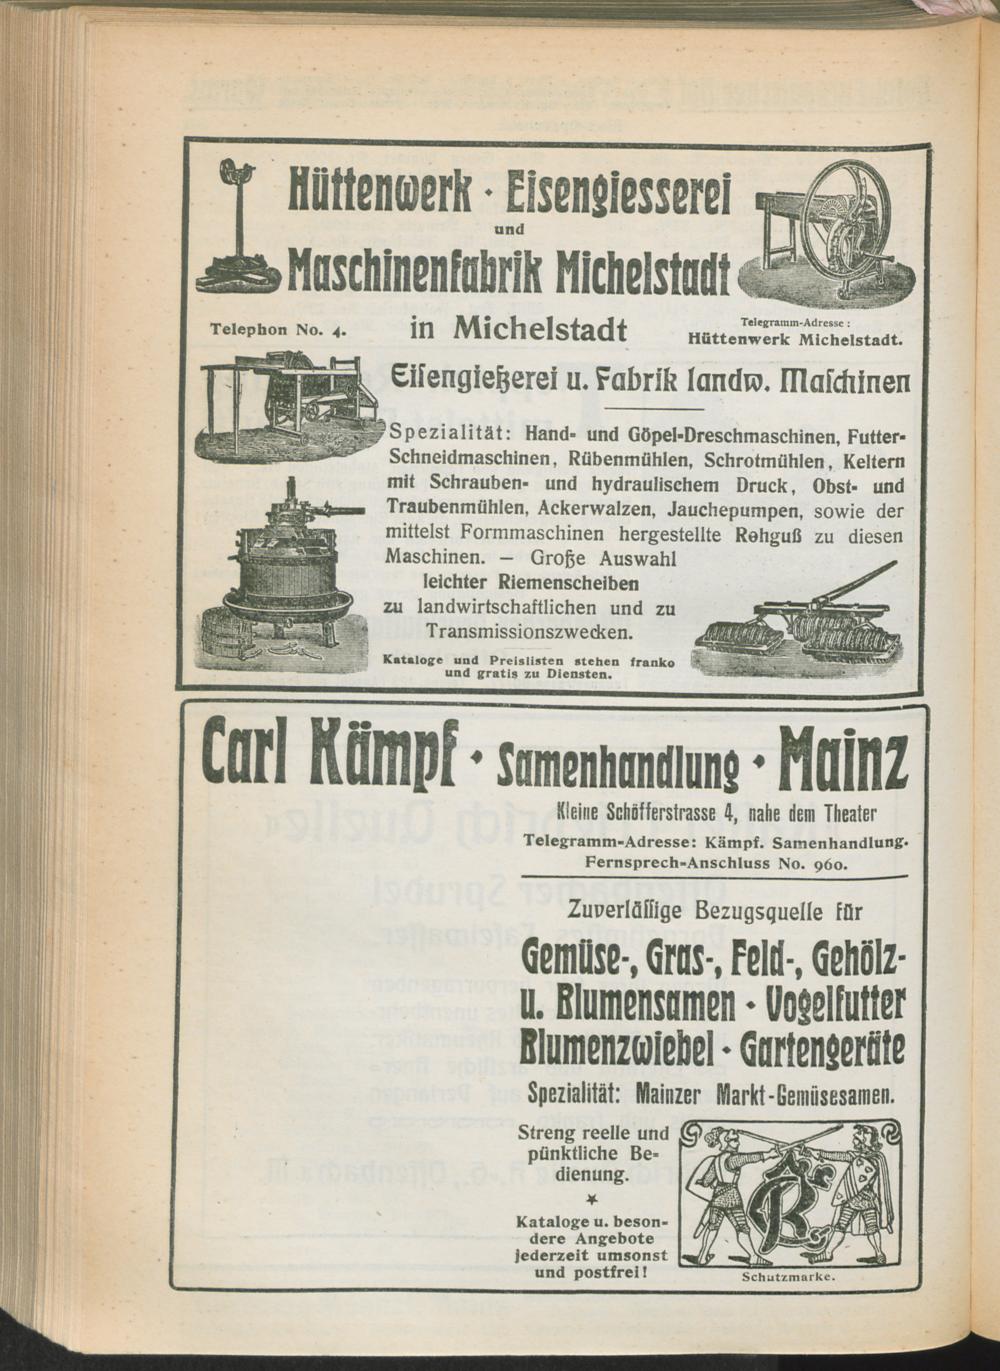 Hüttenwerk · Eisengiesserei
und
Maschinenfabrik Michelstadt
in Michelstadt
Telephon No. 4.
Telegramm-Adresse:
Hüttenwerk Michelstadt.
Eiſengießerei u. Fabrik landw. Maſchinen
Spezialität: Hand- und Göpel-Dreschmaschinen, Futter-
Schneidmaschinen, Rübenmühlen, Schrotmühlen, Keltern
mit Schrauben- und hydraulischem Druck, Obst- und
Traubenmühlen, Ackerwalzen, Jauchepumpen, sowie der
mittelst Formmaschinen hergestellte Rohguß zu diesen
Maschinen. — Große Auswahl
leichter Riemenscheiben
zu landwirtschaftlichen und zu
Transmissionszwecken.
Kataloge und Preislisten stehen franko
und gratis zu Diensten.
Carl Kämpf · Samenhandlung · Mainz
Kleine Schöfferstrasse 4, nahe dem Theater
Telegramm-Adresse: Kämpf. Samenhandlung.
Fernsprech-Anschluss No. 960.
Zuverläſſige Bezugsquelle für
Gemüse-, Gras-, Feld-, Gehölz-
u. Blumensamen · Vogelfutter
Blumenzwiebel · Gartengeräte
Spezialität: Mainzer Markt-Gemüsesamen.
Streng reelle und
pünktliche Be-
dienung.
*
Kataloge u. beson-
dere Angebote
jederzeit umsonst
und postfrei!
Schutzmarke.